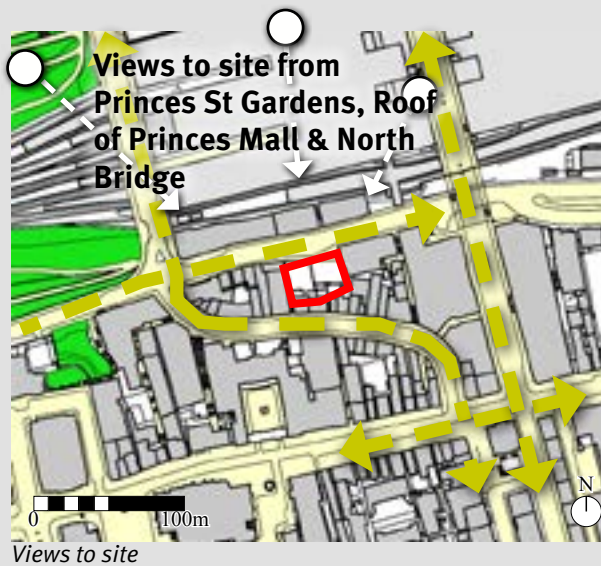 Views to site from
Princes St Gardens, Roof
of Princes Mall & North
Bridge
N
0 100m
Views to site